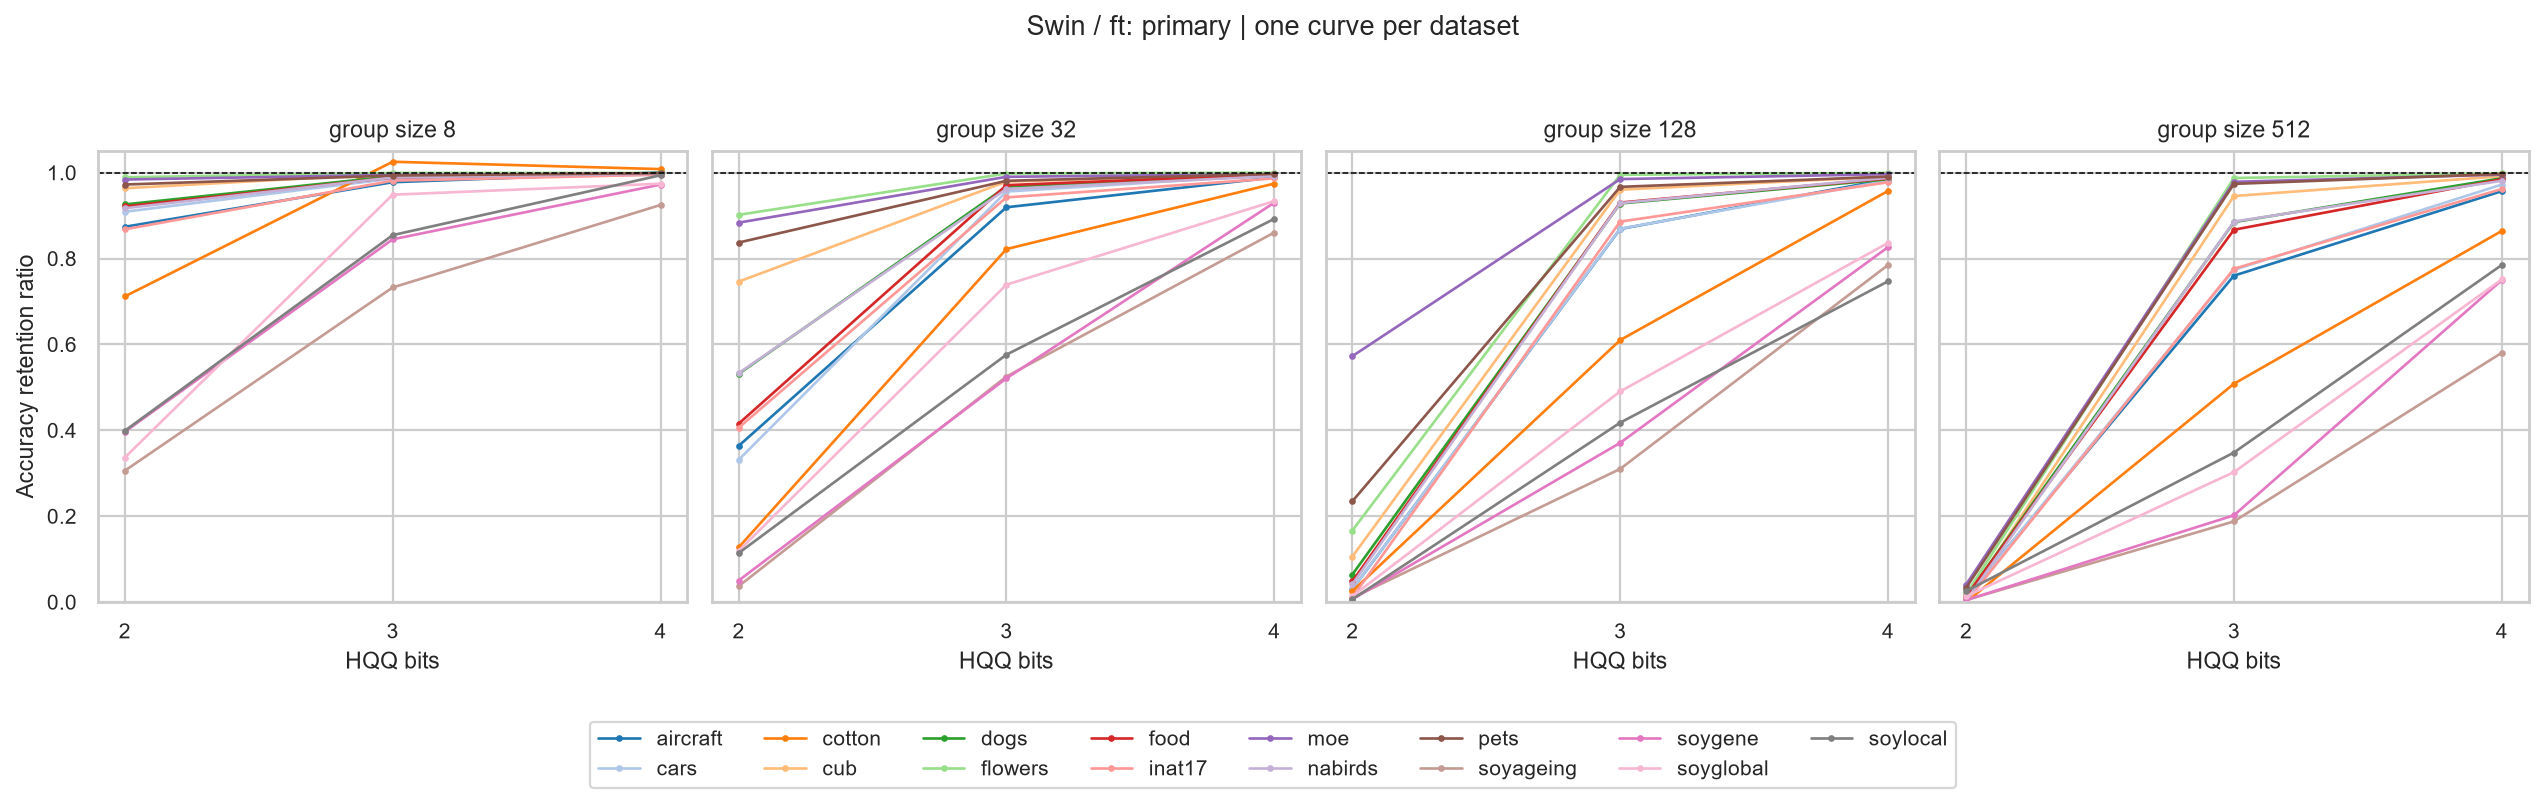 Swin / ft: primary | one curve per dataset
group size 8
group size 32
group size 128
group size 512
Accuracy retention ratio
1.0
0.8
0.6
0.4
0.2
0.0
2 3 4
2 3 4
2 3 4
2 3 4
HQQ bits
HQQ bits
HQQ bits
HQQ bits
aircraft cotton dogs food moe pets soygene soylocal
cars cub flowers inat17 nabirds soyageing soyglobal